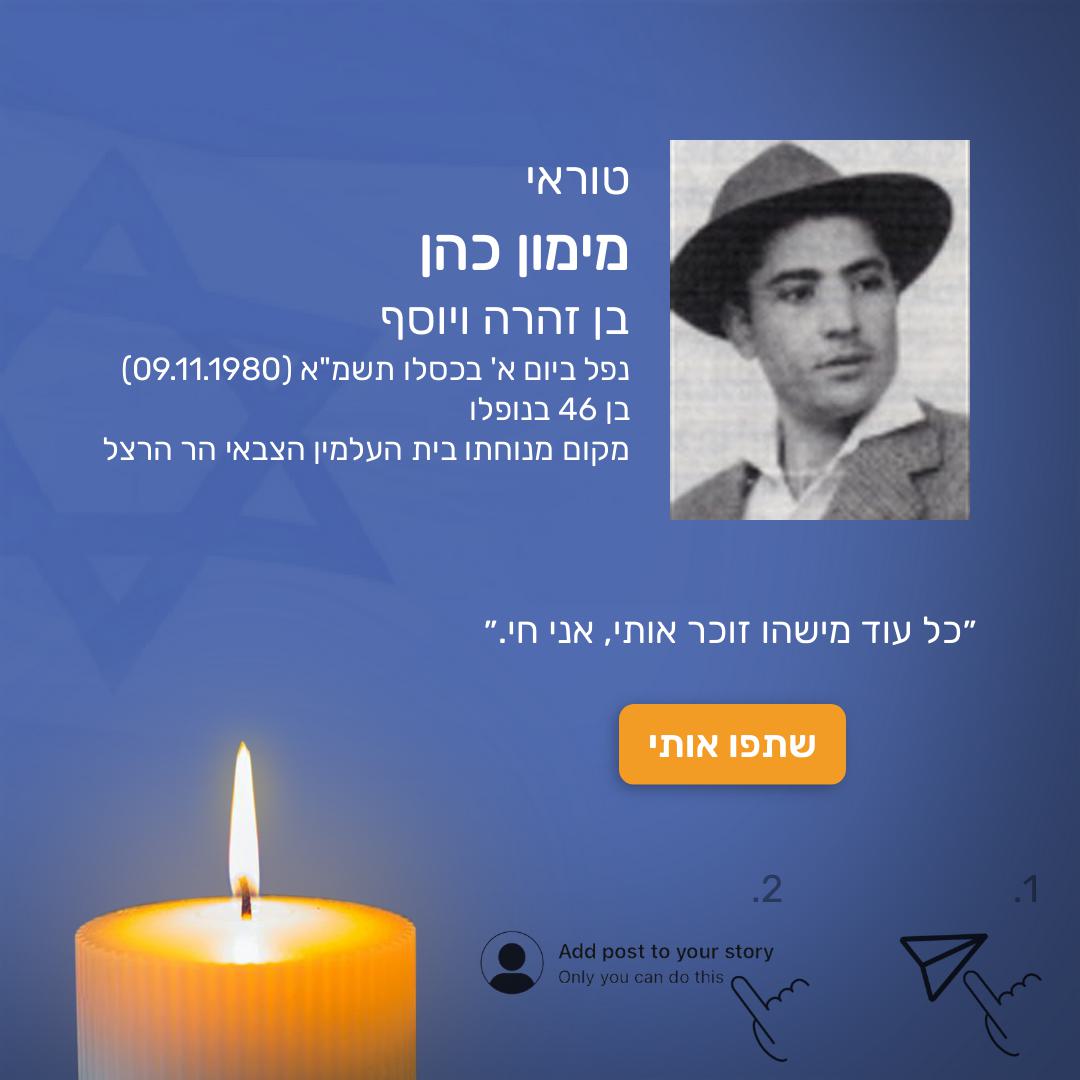 טוראי
מימון כהן
בן זהרה ויוסף
נפל ביום א' בכסלו תשמ"א (09.11.1980)
בן 46 בנופלו
מקום מנוחתו בית העלמין הצבאי הר הרצל
״כל עוד מישהו זוכר אותי, אני חי.״
שתפו אותי
.1
.2
Add post to your story
Only you can do this